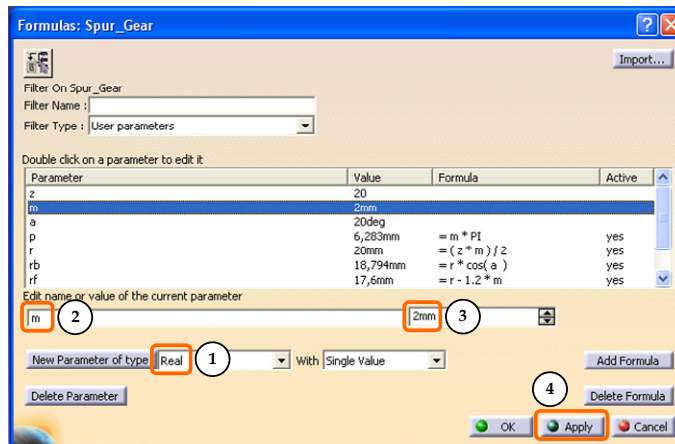 Formulas: Spur_Gear
Import...
Filter On Spur_Gear
Filter Name :
Filter Type : User parameters
Double click on a parameter to edit it
Parameter Value Formula Active
z 20
m 2mm
a 20deg
p 6,283mm = m * PI yes
r 20mm = ( z * m ) / 2 yes
rb 18,794mm = r * cos( a ) yes
rf 17,6mm = r - 1.2 * m yes
Edit name or value of the current parameter
m 2 2mm 3
New Parameter of type Real 1 With Single Value Add Formula
4
Delete Parameter Delete Formula
OK Apply Cancel